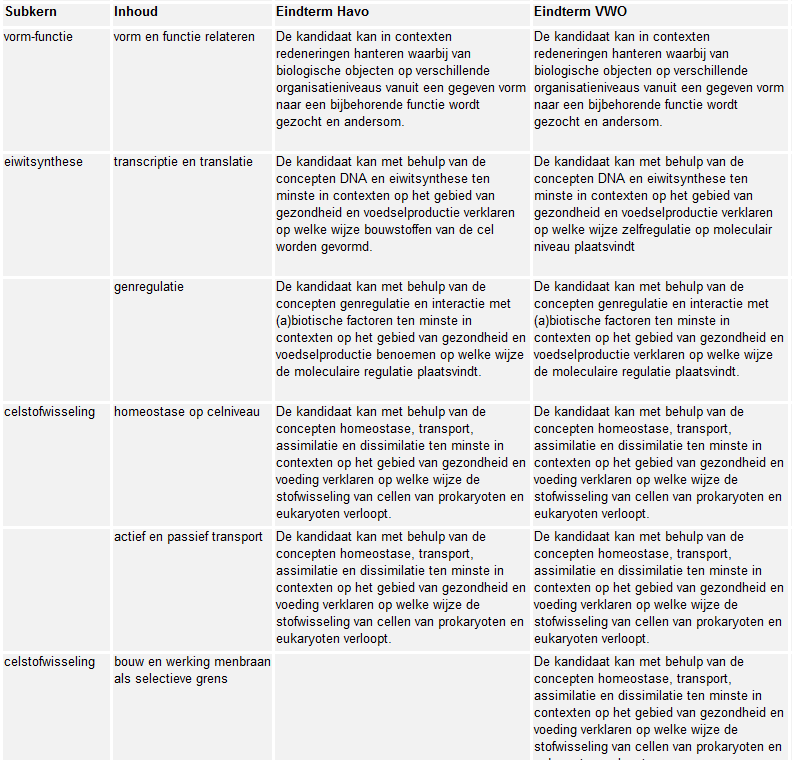 Subkern Inhoud Eindterm Havo Eindterm VWO
vorm-functie vorm en functie relateren De kandidaat kan in contexten De kandidaat kan in contexten
redeneringen hanteren waarbij van redeneringen hanteren waarbij van
biologische objecten op verschillende biologische objecten op verschillende
organisatieniveaus vanuit een gegeven vorm organisatieniveaus vanuit een gegeven vorm
naar een bijbehorende functie wordt naar een bijbehorende functie wordt
gezocht en andersom. gezocht en andersom.
eiwitsynthese transcriptie en translatie De kandidaat kan met behulp van de De kandidaat kan met behulp van de
concepten DNA en eiwitsynthese ten concepten DNA en eiwitsynthese ten
minste in contexten op het gebied van minste in contexten op het gebied van
gezondheid en voedselproductie verklaren gezondheid en voedselproductie verklaren
op welke wijze bouwstoffen van de cel op welke wijze zelfregulatie op moleculair
worden gevormd. niveau plaatsvindt
genregulatie De kandidaat kan met behulp van de De kandidaat kan met behulp van de
concepten genregulatie en interactie met concepten genregulatie en interactie met
(a)biotische factoren ten minste in (a)biotische factoren ten minste in
contexten op het gebied van gezondheid en contexten op het gebied van gezondheid en
voedselproductie benoemen op welke wijze voedselproductie verklaren op welke wijze
de moleculaire regulatie plaatsvindt. de moleculaire regulatie plaatsvindt.
celstofwisseling homeostase op celniveau De kandidaat kan met behulp van de De kandidaat kan met behulp van de
concepten homeostase, transport, concepten homeostase, transport,
assimilatie en dissimilatie ten minste in assimilatie en dissimilatie ten minste in
contexten op het gebied van gezondheid en contexten op het gebied van gezondheid en
voeding verklaren op welke wijze de voeding verklaren op welke wijze de
stofwisseling van cellen van prokaryoten en stofwisseling van cellen van prokaryoten en
eukaryoten verloopt. eukaryoten verloopt.
actief en passief transport De kandidaat kan met behulp van de De kandidaat kan met behulp van de
concepten homeostase, transport, concepten homeostase, transport,
assimilatie en dissimilatie ten minste in assimilatie en dissimilatie ten minste in
contexten op het gebied van gezondheid en contexten op het gebied van gezondheid en
voeding verklaren op welke wijze de voeding verklaren op welke wijze de
stofwisseling van cellen van prokaryoten en stofwisseling van cellen van prokaryoten en
eukaryoten verloopt. eukaryoten verloopt.
celstofwisseling bouw en werking menbraan De kandidaat kan met behulp van de
als selectieve grens concepten homeostase, transport,
assimilatie en dissimilatie ten minste in
contexten op het gebied van gezondheid en
voeding verklaren op welke wijze de
stofwisseling van cellen van prokaryoten en